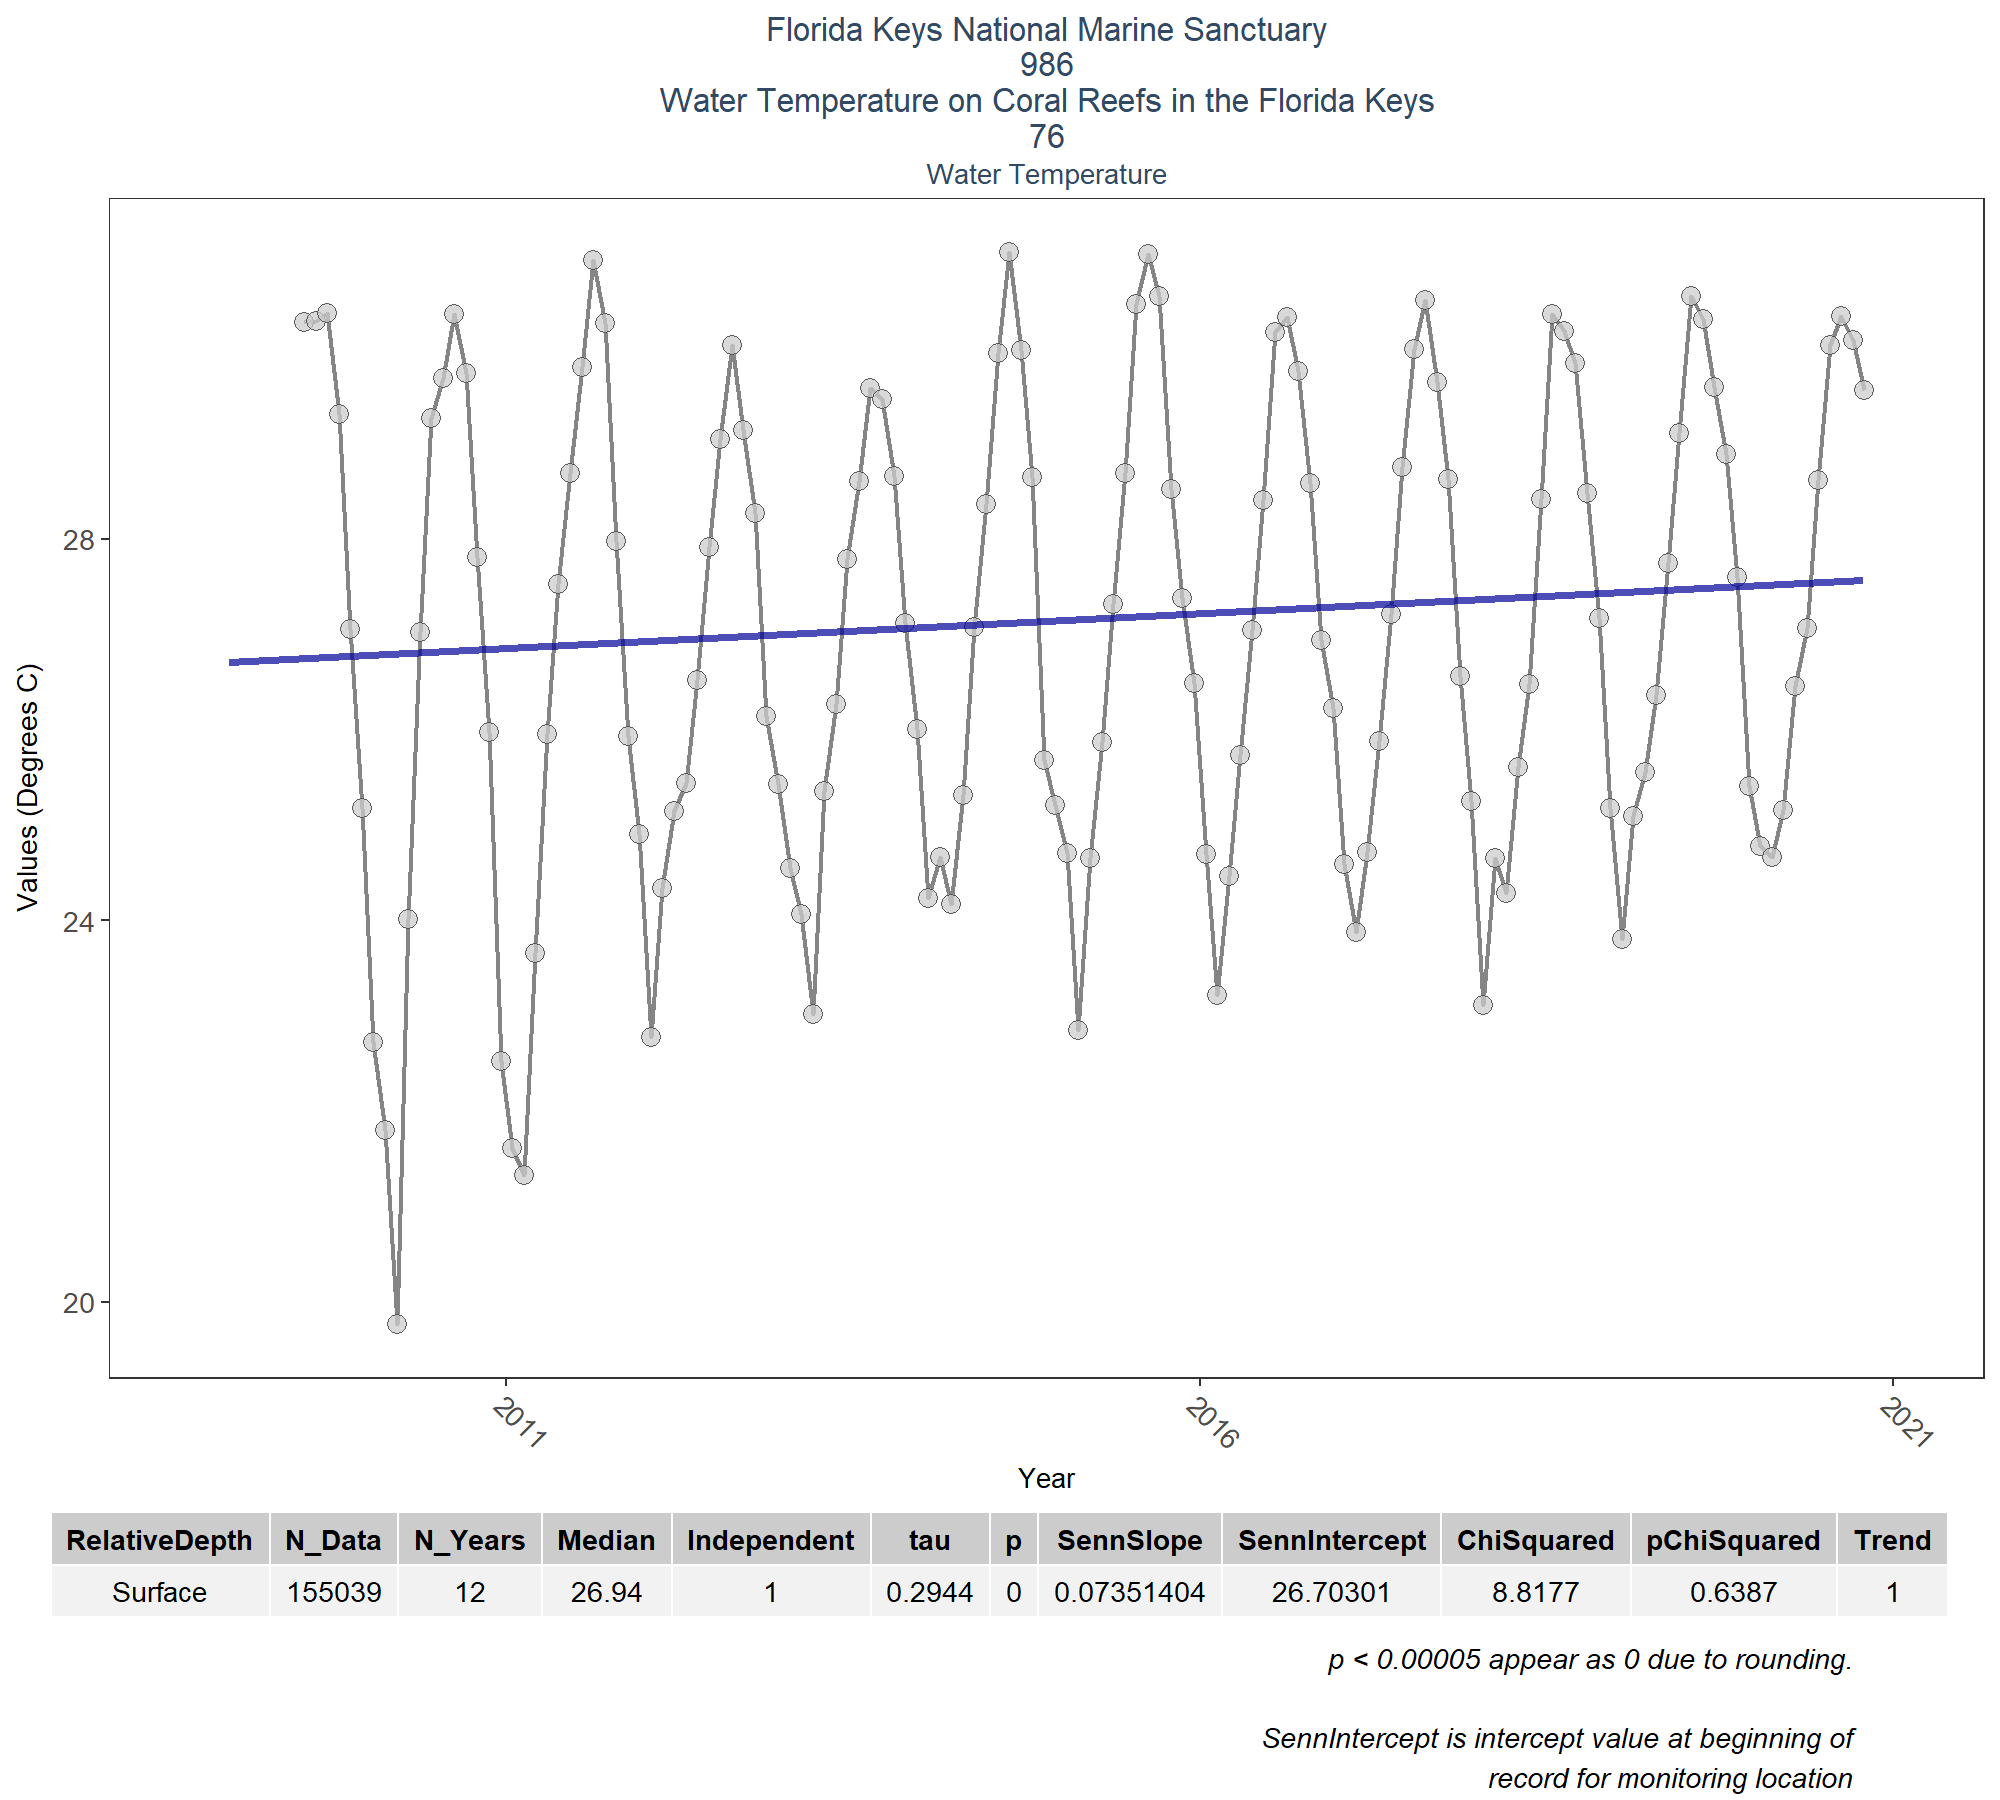 Florida Keys National Marine Sanctuary
986
Water Temperature on Coral Reefs in the Florida Keys
76
Water Temperature
Values (Degrees C)
28
24
20
2011
2016
2021
Year
RelativeDepth N_Data N_Years Median Independent tau p SennSlope SennIntercept ChiSquared pChiSquared Trend
Surface 155039 12 26.94 1 0.2944 0 0.07351404 26.70301 8.8177 0.6387 1
p < 0.00005 appear as 0 due to rounding.
SennIntercept is intercept value at beginning of
record for monitoring location